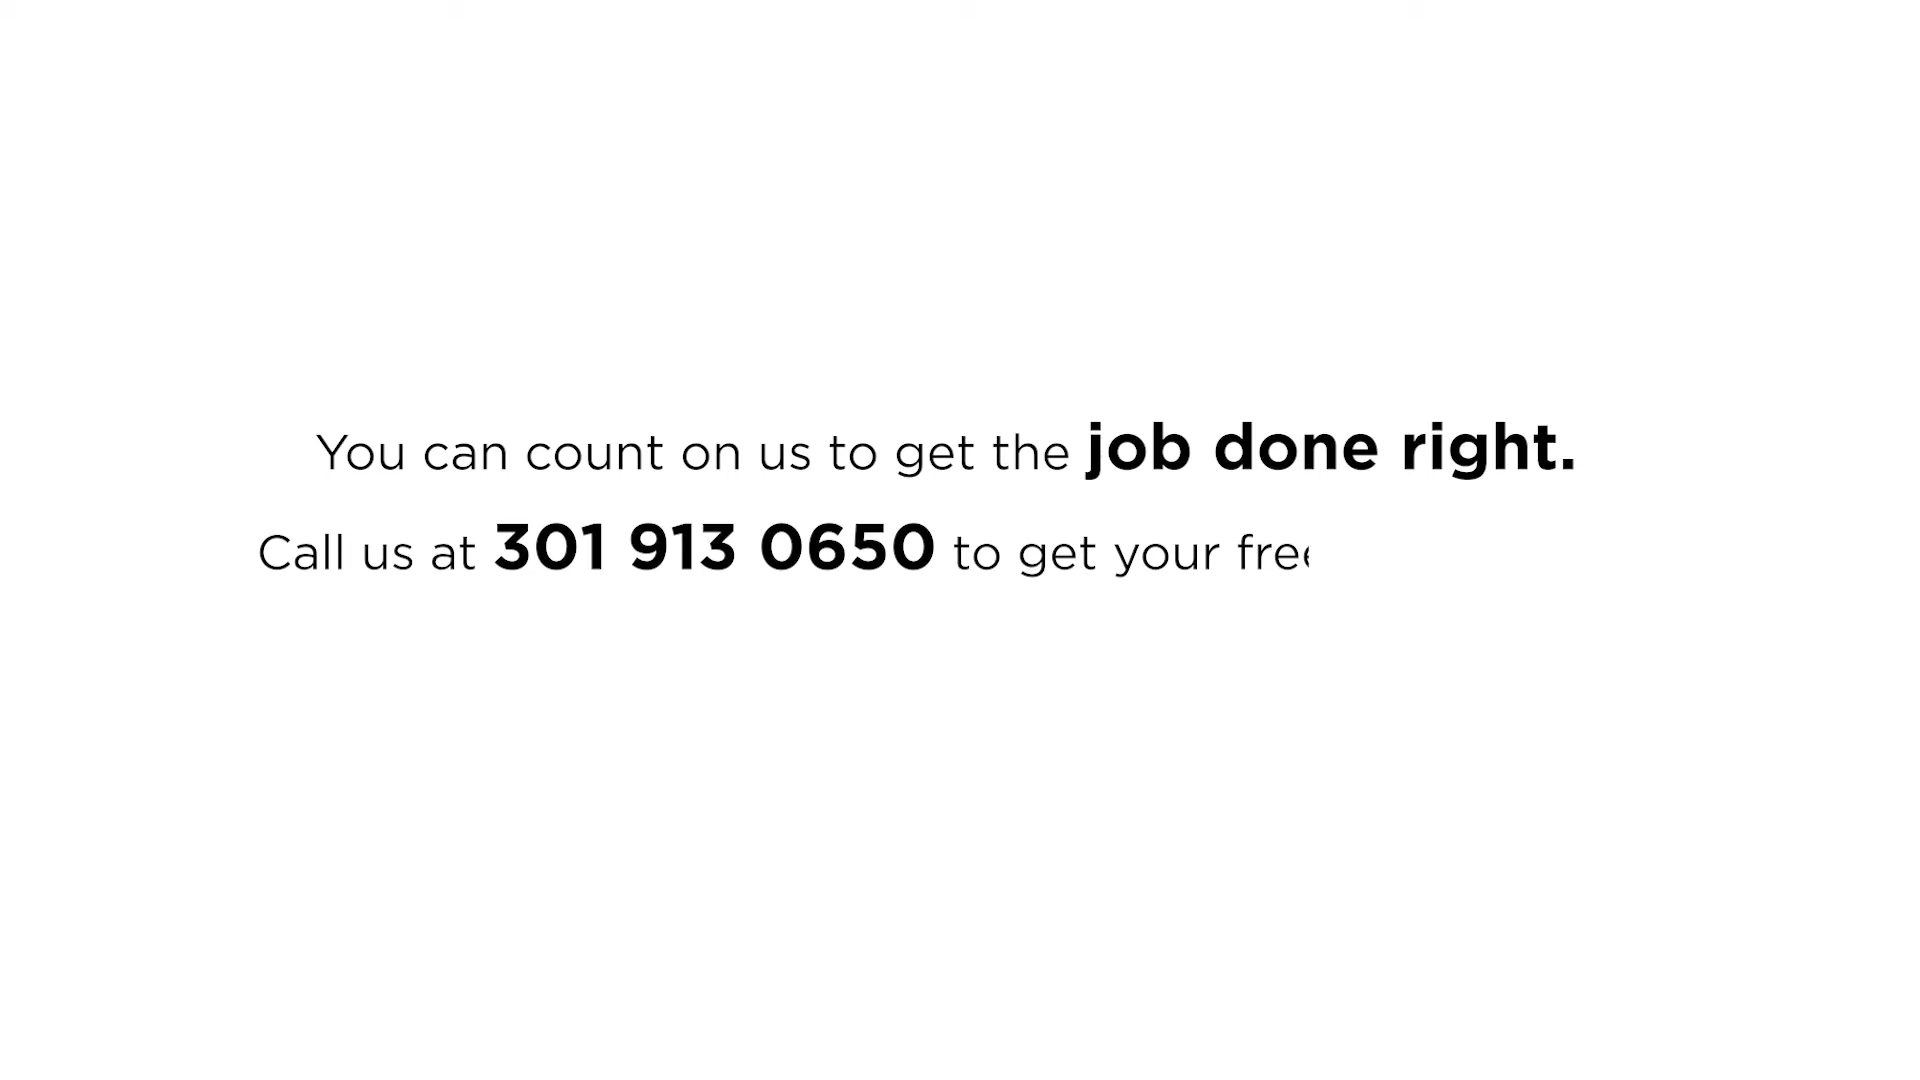 You can count on us to get the job done right.
Call us at 301 913 0650 to get your free